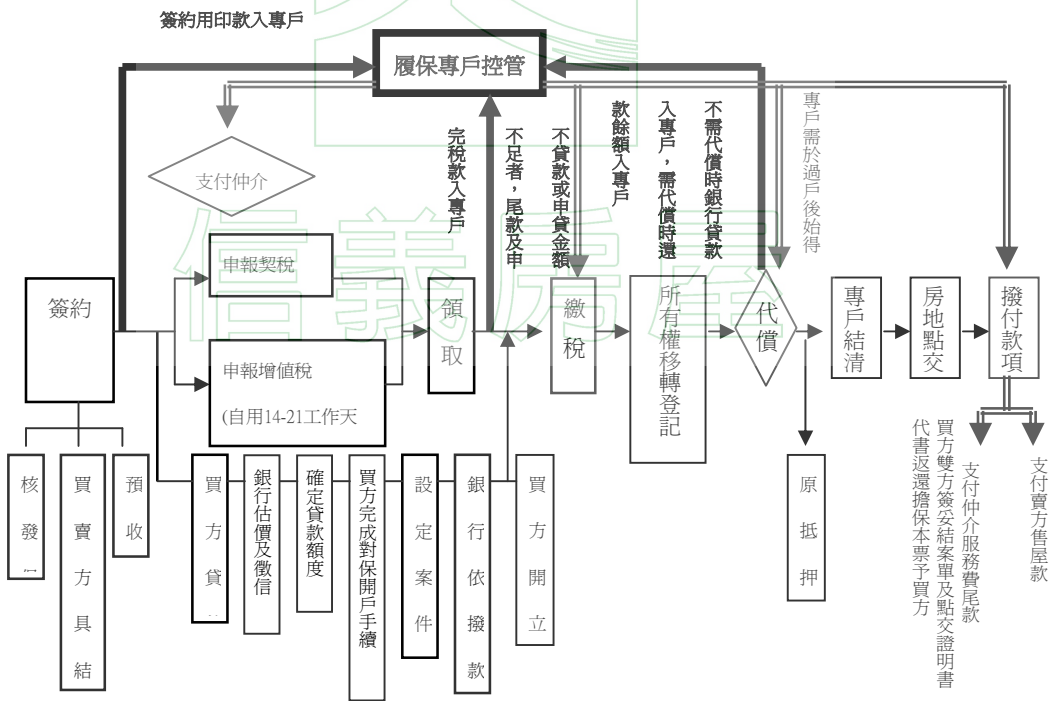 簽約用印款入專戶
履保專戶控管
支付仲介
完稅款入專戶
不貸款或申貸金額
不足者，尾款及申
不需代償時銀行貸款
入專戶，需代償時還
款餘額入專戶
專戶需於過戶後始得
簽約
申報契稅
申報增值稅
(自用14-21工作天
領取
繳稅
所有權移轉登記
代償
專戶結清
房地點交
撥付款項
信義房屋
核發
買賣方具結
預收
買方貸
銀行估價及徵信
確定貸款額度
買方完成對保開戶手續
設定案件
銀行依撥款
買方開立
原抵押
支付賣方售屋款
支付仲介服務費尾款
買方雙方簽妥結案單及點交證明書
代書返還擔保本票予買方